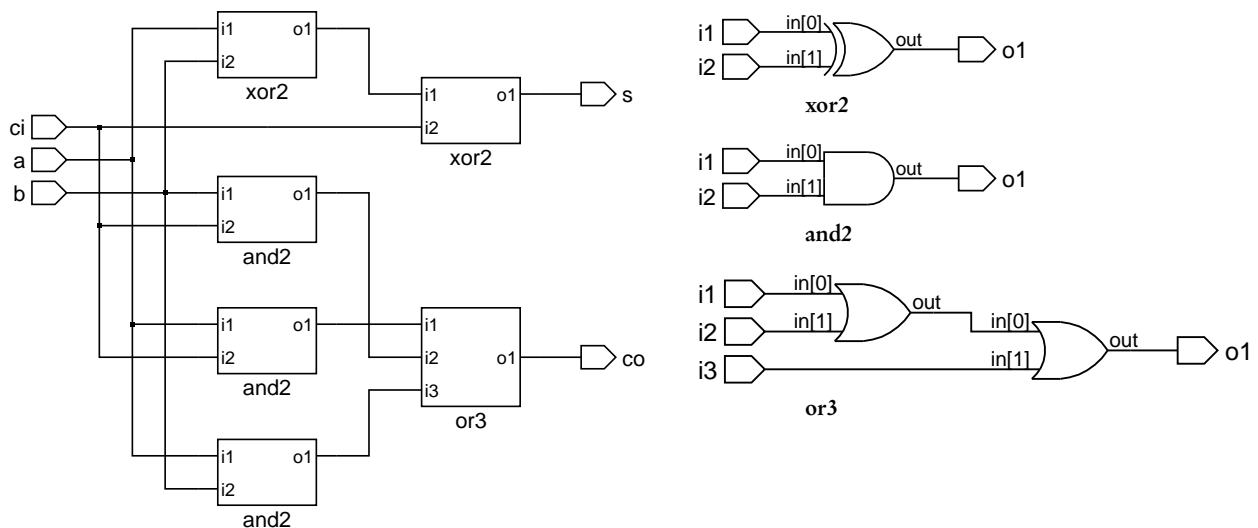 i1
o1
i2
xor2
i1
o1
i2
xor2
s
ci
a
b
i1
o1
i2
and2
i1
o1
i2
and2
i1
i2
i3
o1
or3
co
i1
o1
i2
and2
i1
in[0]
i2
in[1]
out
o1
xor2
i1
in[0]
i2
in[1]
out
o1
and2
i1
in[0]
i2
in[1]
out
in[0]
i3
in[1]
out
o1
or3